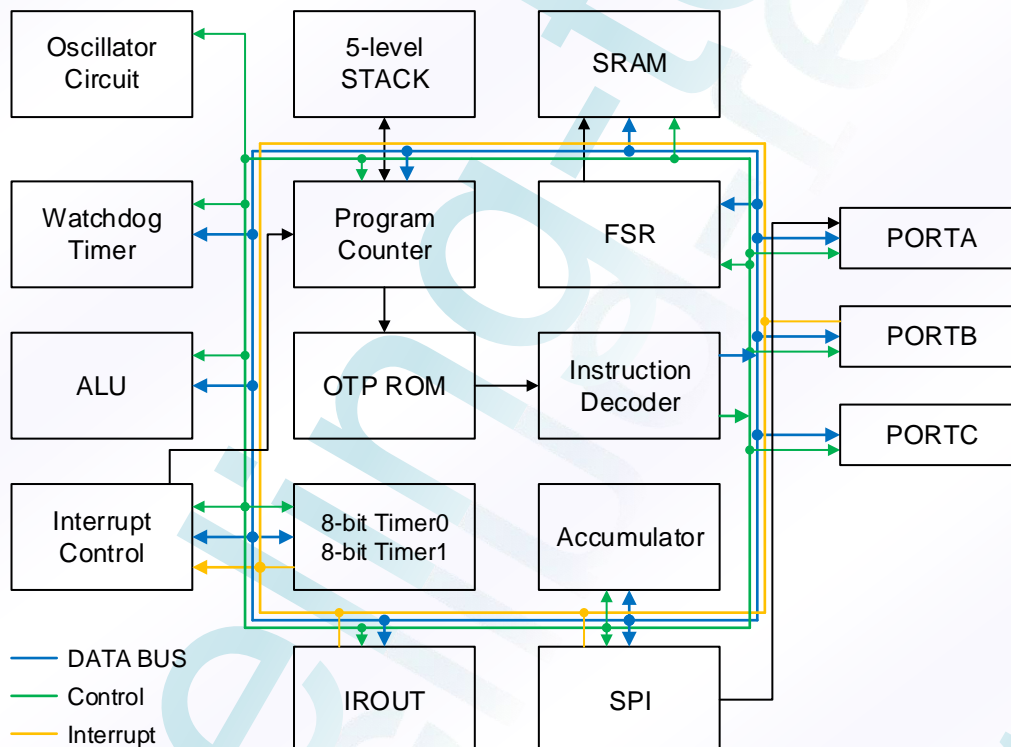 Oscillator
Circuit
5-level
STACK
SRAM
Watchdog
Timer
Program
Counter
FSR
PORTA
PORTB
ALU
OTP ROM
Instruction
Decoder
PORTC
Interrupt
Control
8-bit Timer0
8-bit Timer1
Accumulator
DATA BUS
Control
Interrupt
IROUT
SPI